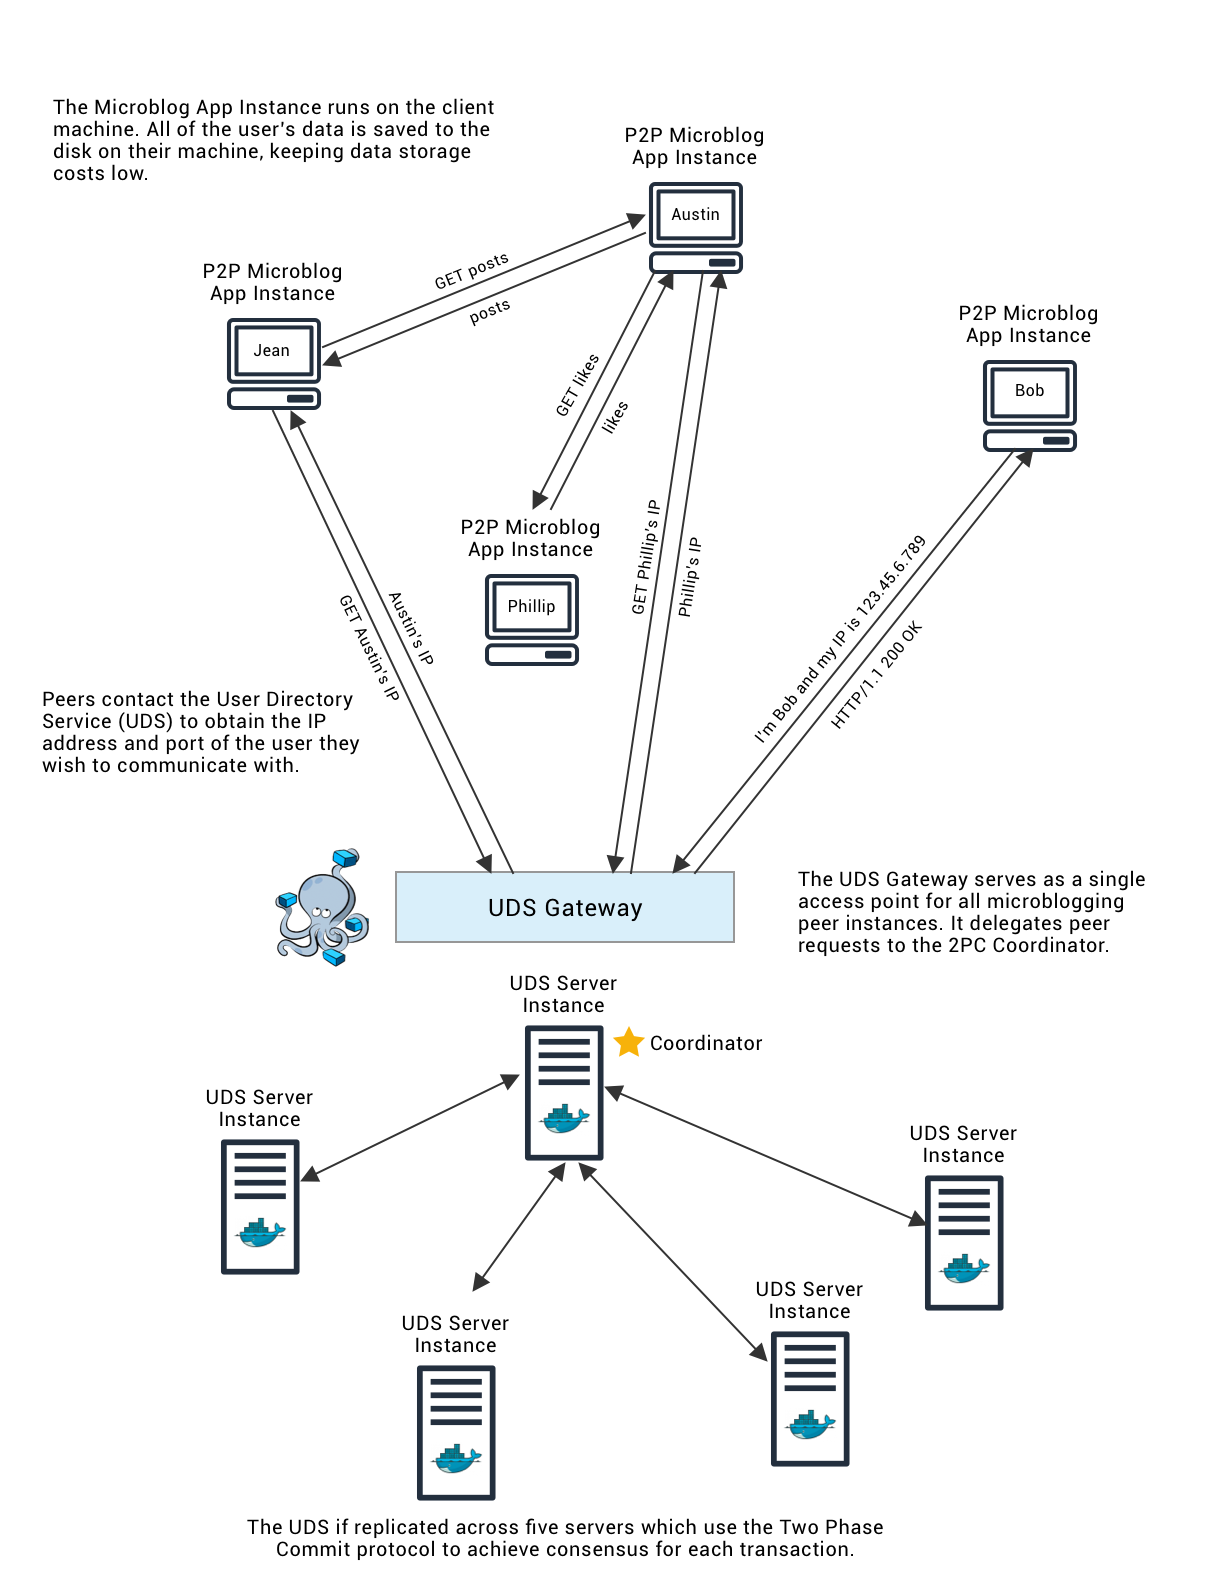 The Microblog App Instance runs on the client
machine. All of the user's data is saved to the
disk on their machine, keeping data storage
costs low.
P2P Microblog
App Instance
Austin
P2P Microblog
App Instance
Jean
GET posts
posts
P2P Microblog
App Instance
Bob
GET likes
likes
P2P Microblog
App Instance
Phillip
GET Phillip's IP
Phillip's IP
I'm Bob and my IP is 123.45.6.789
HTTP/1.1 200 OK
GET Austin's IP
Austin's IP
Peers contact the User Directory
Service (UDS) to obtain the IP
address and port of the user they
wish to communicate with.
UDS Gateway
The UDS Gateway serves as a single
access point for all microblogging
peer instances. It delegates peer
requests to the 2PC Coordinator.
UDS Server
Instance
Coordinator
UDS Server
Instance
UDS Server
Instance
UDS Server
Instance
UDS Server
Instance
The UDS if replicated across five servers which use the Two Phase
Commit protocol to achieve consensus for each transaction.